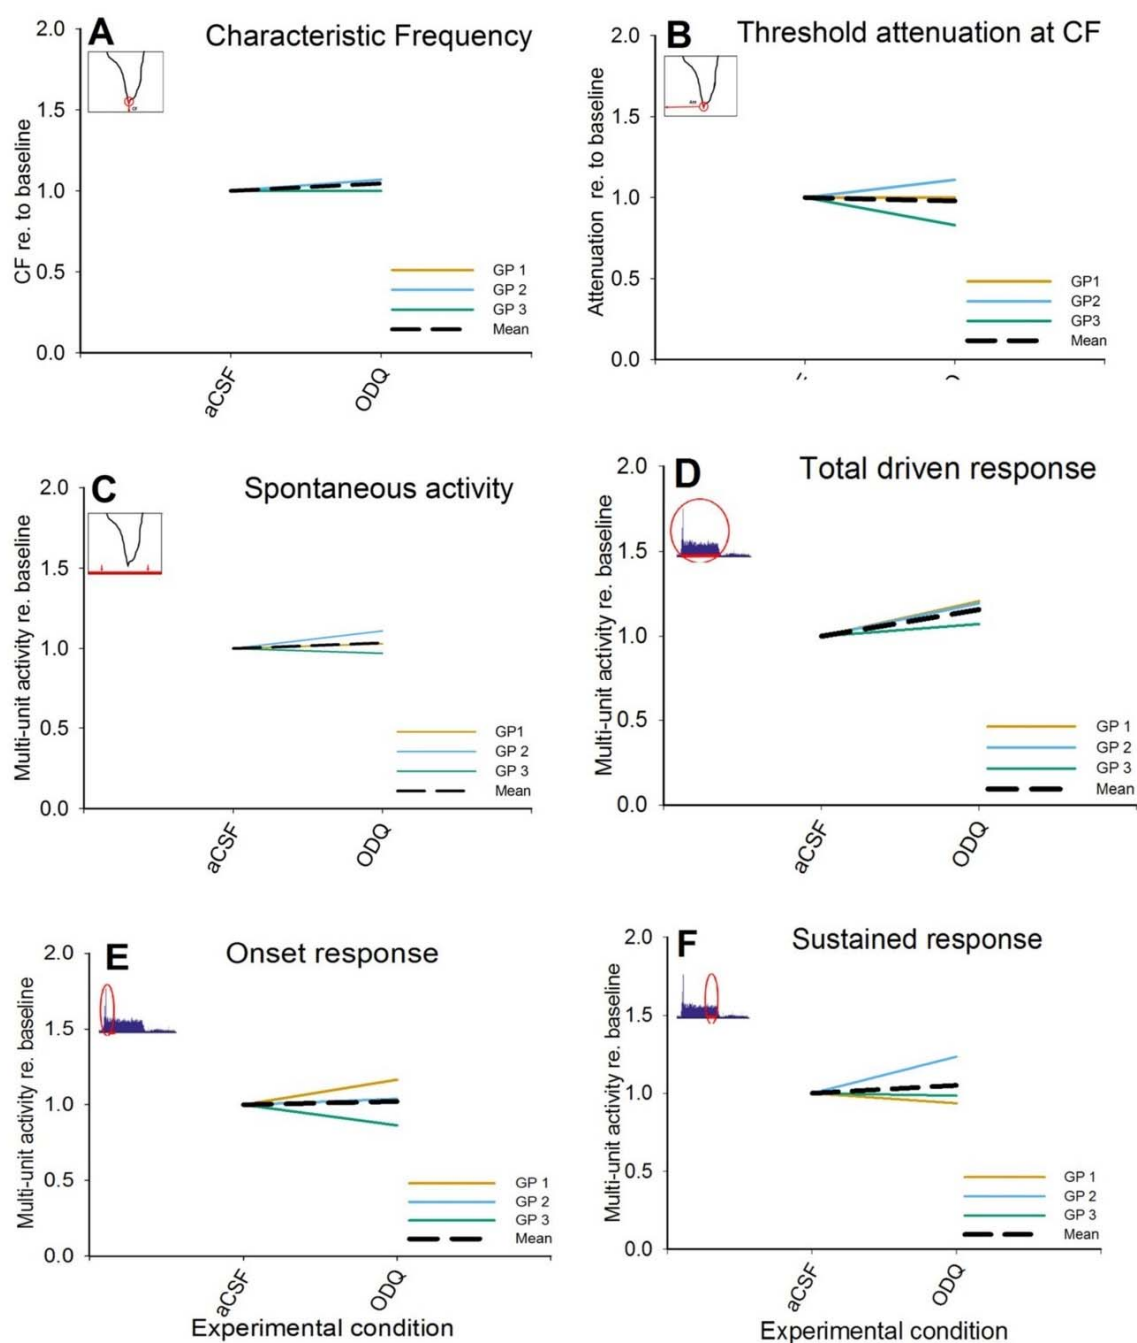 A
Characteristic Frequency
CF re. to baseline
2.0
1.5
1.0
0.5
0.0
GP 1
GP 2
GP 3
Mean
aCSF
ODQ
B
Threshold attenuation at CF
Attenuation re. to baseline
2.0
1.5
1.0
0.5
0.0
GP1
GP2
GP3
Mean
C
Spontaneous activity
Multi-unit activity re. baseline
2.0
1.5
1.0
0.5
0.0
GP1
GP 2
GP 3
Mean
aCSF
ODQ
D
Total driven response
Multi-unit activity re. baseline
2.0
1.5
1.0
0.5
0.0
GP 1
GP 2
GP 3
Mean
aCSF
ODQ
E
Onset response
Multi-unit activity re. baseline
2.0
1.5
1.0
0.5
0.0
GP 1
GP 2
GP 3
Mean
aCSF
ODQ
Experimental condition
F
Sustained response
Multi-unit activity re. baseline
2.0
1.5
1.0
0.5
0.0
GP 1
GP 2
GP 3
Mean
aCSF
ODQ
Experimental condition